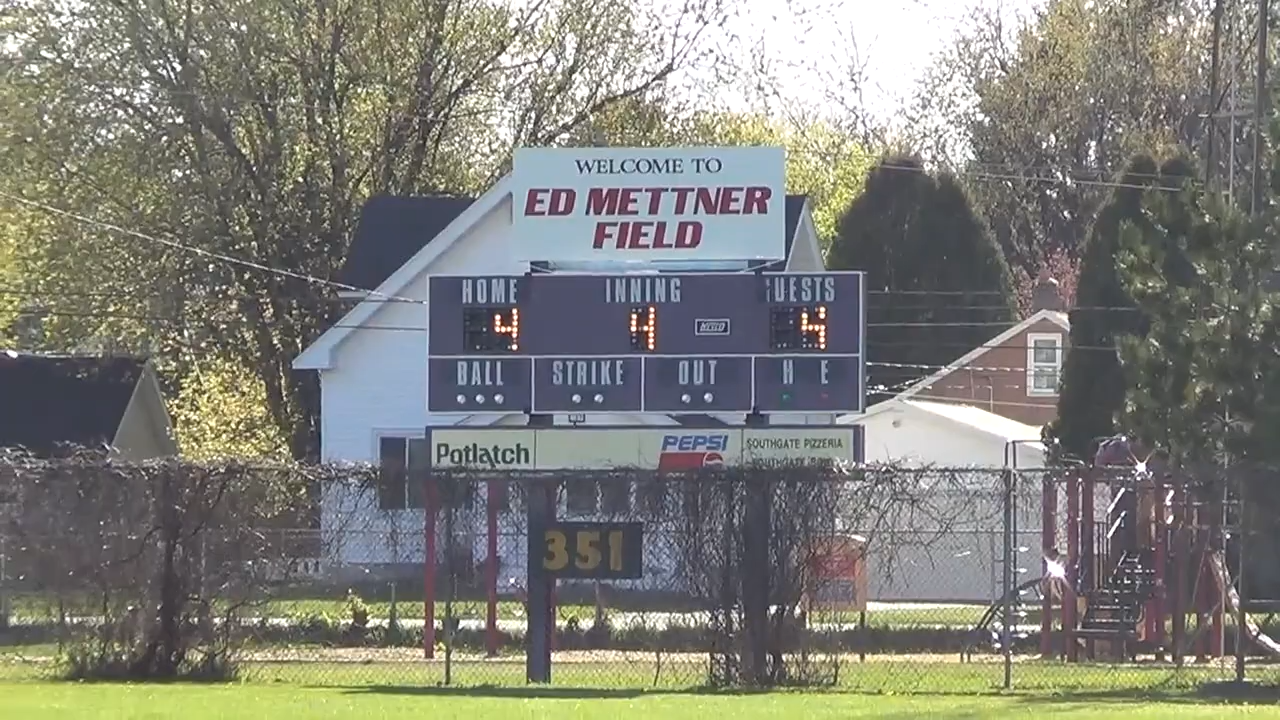 WELCOME TO
ED METTNER
FIELD
HOME INNING GUESTS
4 4 4
BALL STRIKE OUT H E
Potlatch PEPSI SOUTHGATE PIZZERIA
SOUTHGATE
351